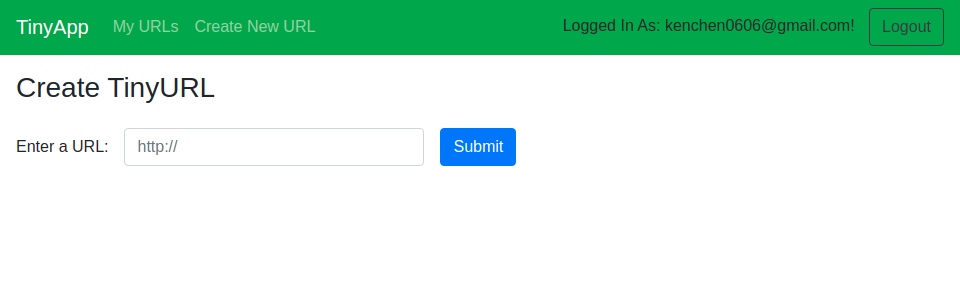 TinyApp My URLs Create New URL Logged In As: kenchen0606@gmail.com! Logout
Create TinyURL
Enter a URL: http:// Submit